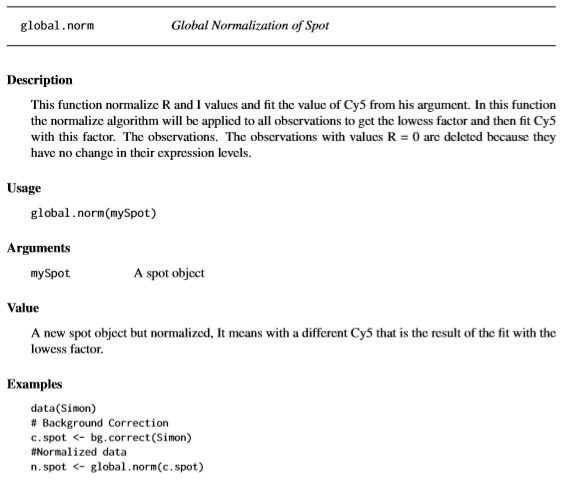 global.norm Global Normalization of Spot
Description
This function normalize R and I values and fit the value of Cy5 from his argument. In this function
the normalize algorithm will be applied to all observations to get the lowess factor and then fit Cy5
with this factor. The observations. The observations with values R = 0 are deleted because they
have no change in their expression levels.
Usage
global.norm(mySpot)
Arguments
mySpot A spot object
Value
A new spot object but normalized, It means with a different Cy5 that is the result of the fit with the
lowess factor.
Examples
data(Simon)
# Background Correction
c.spot <- bg.correct(Simon)
#Normalized data
n.spot <- global.norm(c.spot)